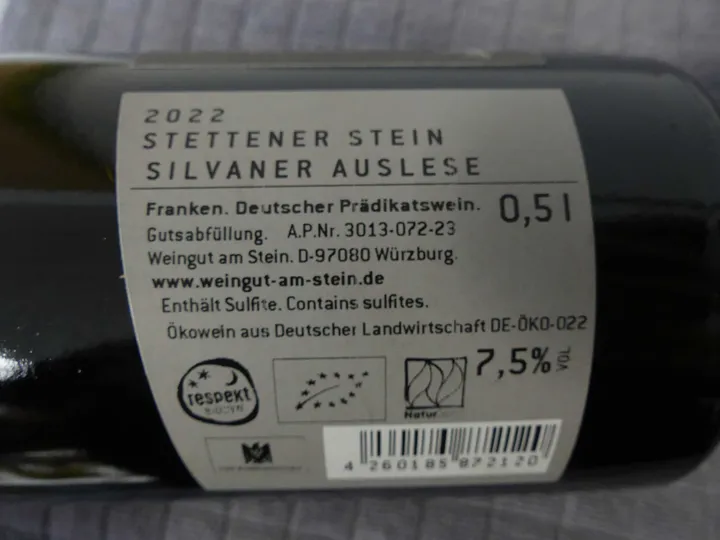 2022
STETTENER STEIN
SILVANER AUSLESE
Franken. Deutscher Prädikatswein. 0,5 l
Gutsabfüllung. A.P.Nr. 3013-072-23
Weingut am Stein. D-97080 Würzburg.
www.weingut-am-stein.de
Enthält Sulfite. Contains sulfites.
Ökowein aus Deutscher Landwirtschaft DE-ÖKO-022
7,5% VOL
respekt
BIODYN
Natur
4 260185 872120